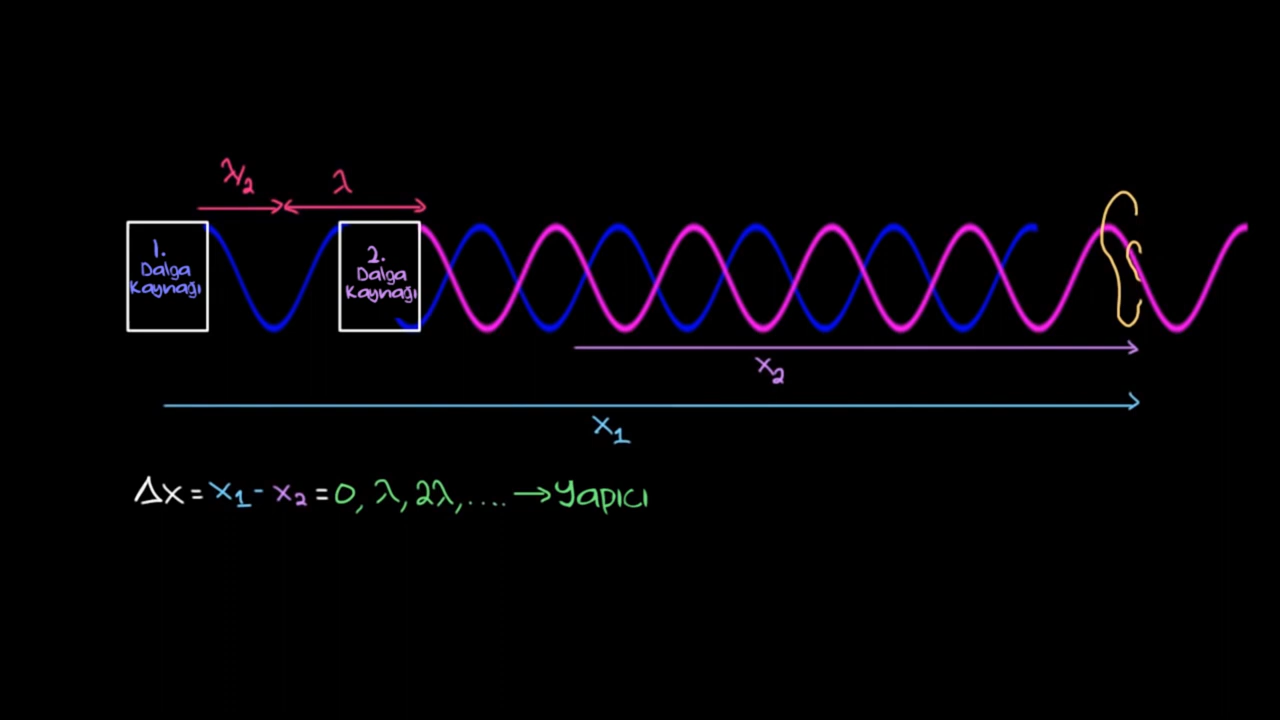 λ/2
λ
1.
Dalga
Kaynağı
2.
Dalga
Kaynağı
x₂
x₁
Δx = x₁ - x₂ = 0, λ, 2λ, .... → Yapıcı